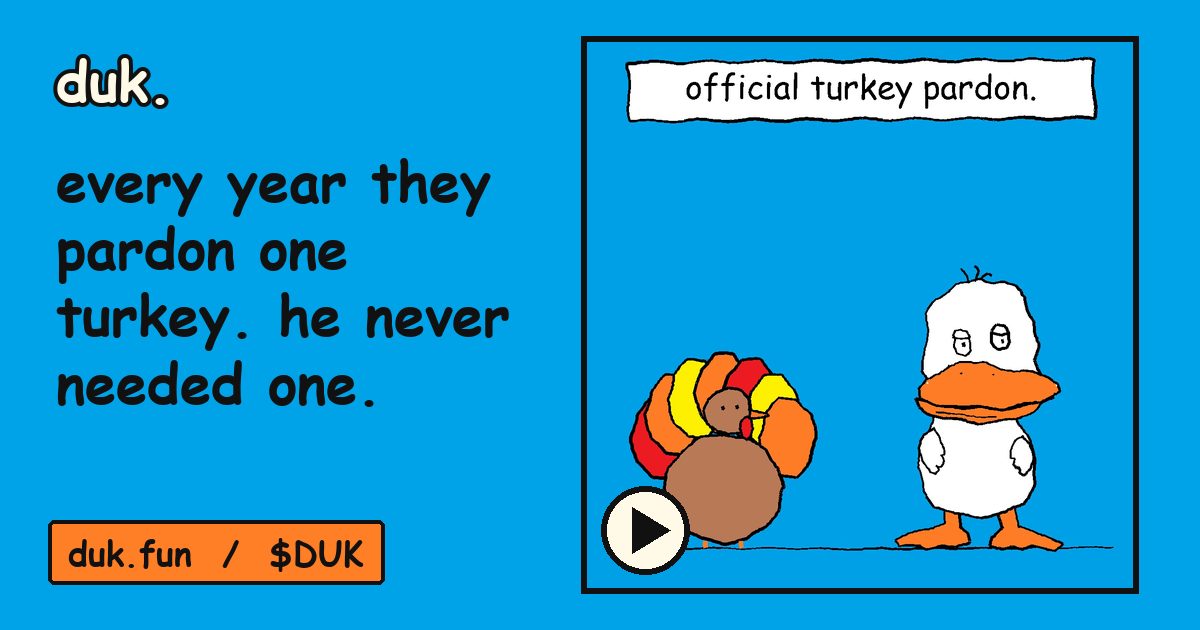 duk.
every year they
pardon one
turkey. he never
needed one.
duk.fun / $DUK
official turkey pardon.